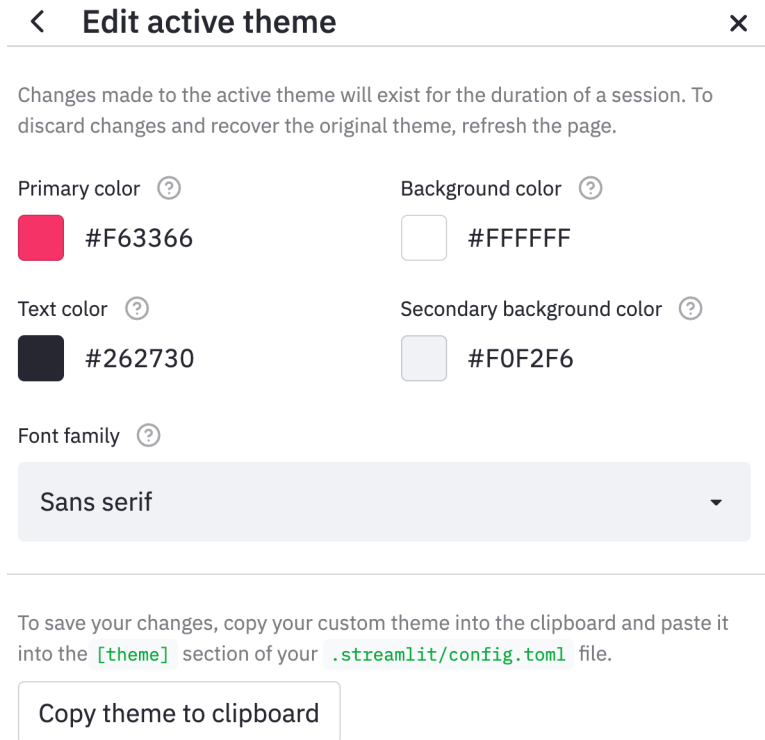 Edit active theme
Changes made to the active theme will exist for the duration of a session. To
discard changes and recover the original theme, refresh the page.
Primary color
Background color
#F63366
#FFFFFF
Text color
Secondary background color
#262730
#F0F2F6
Font family
Sans serif
To save your changes, copy your custom theme into the clipboard and paste it
into the [theme] section of your .streamlit/config.toml file.
Copy theme to clipboard